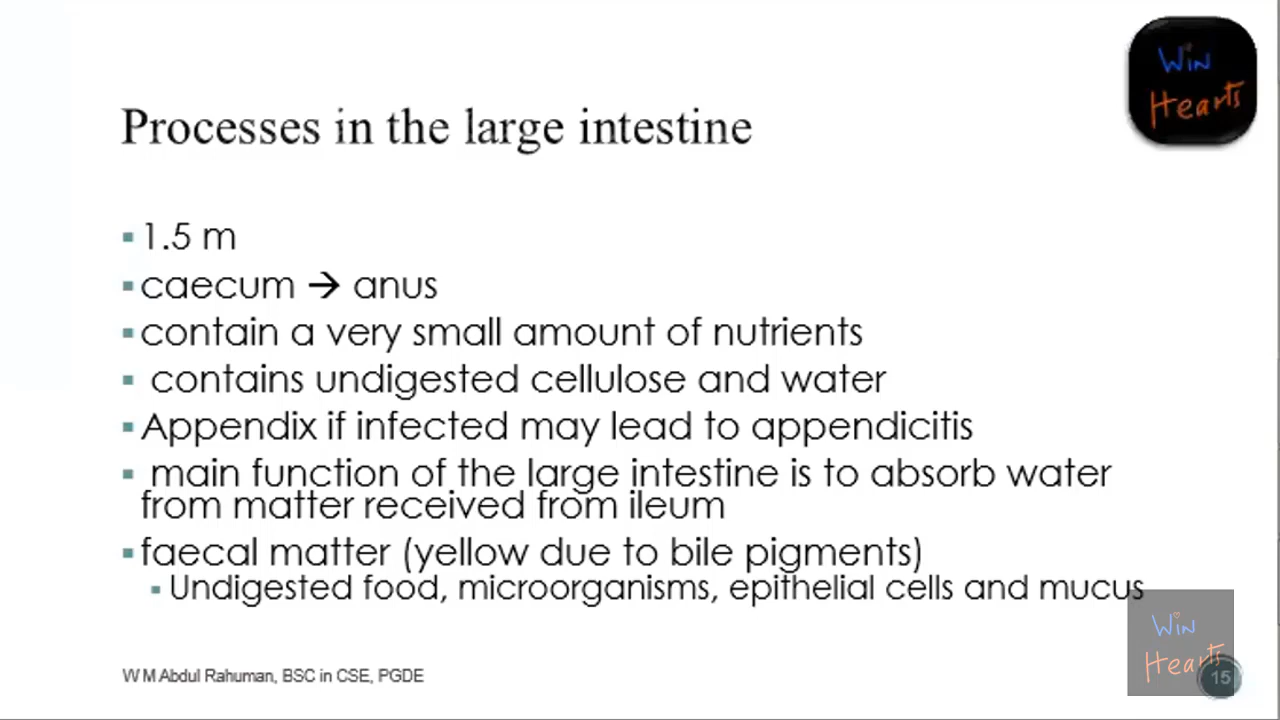 Win
Hearts
Processes in the large intestine
▪ 1.5 m
▪ caecum → anus
▪ contain a very small amount of nutrients
▪ contains undigested cellulose and water
▪ Appendix if infected may lead to appendicitis
▪ main function of the large intestine is to absorb water
from matter received from ileum
▪ faecal matter (yellow due to bile pigments)
▪ Undigested food, microorganisms, epithelial cells and mucus
Win
Hearts
W M Abdul Rahuman, BSC in CSE, PGDE
15